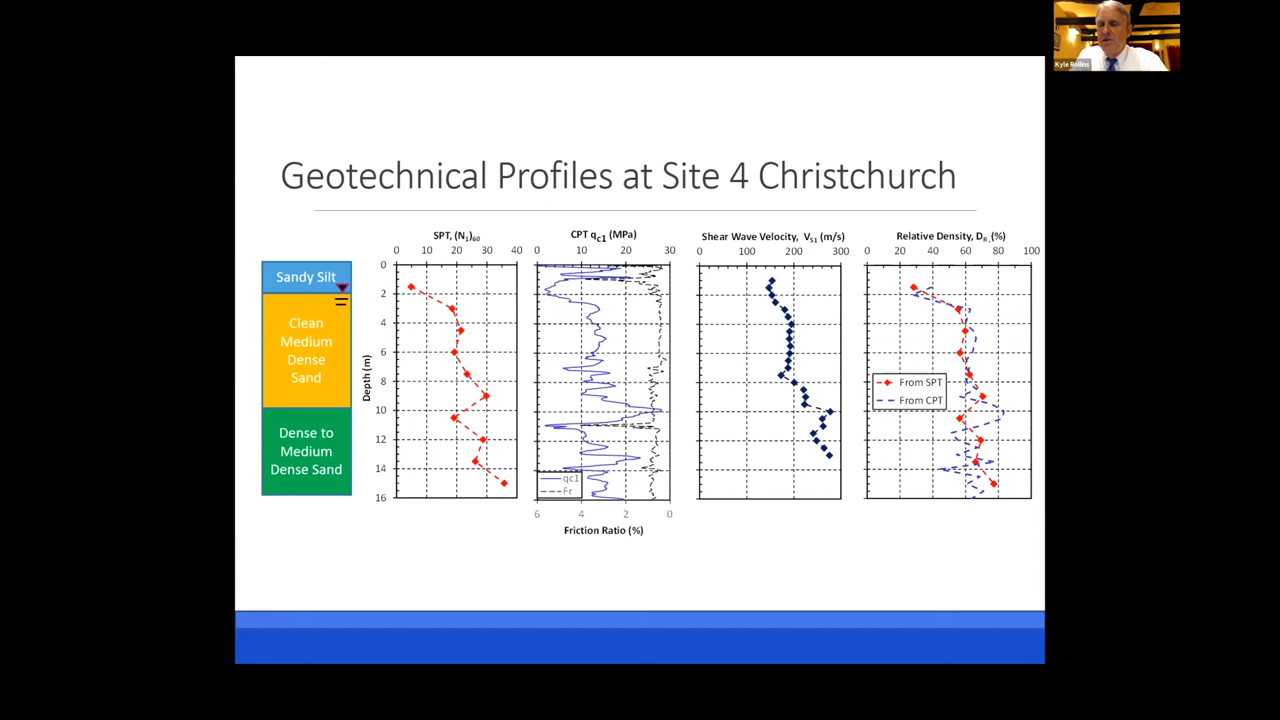 Kyle Rollins
Geotechnical Profiles at Site 4 Christchurch
SPT, (N1)60
0 10 20 30 40
CPT qc1 (MPa)
0 10 20 30
Shear Wave Velocity, VS1 (m/s)
0 100 200 300
Relative Density, DR, (%)
0 20 40 60 80 100
Sandy Silt
Clean
Medium
Dense
Sand
Dense to
Medium
Dense Sand
Depth (m)
0
2
4
6
8
10
12
14
16
qc1
Fr
6 4 2 0
Friction Ratio (%)
From SPT
From CPT